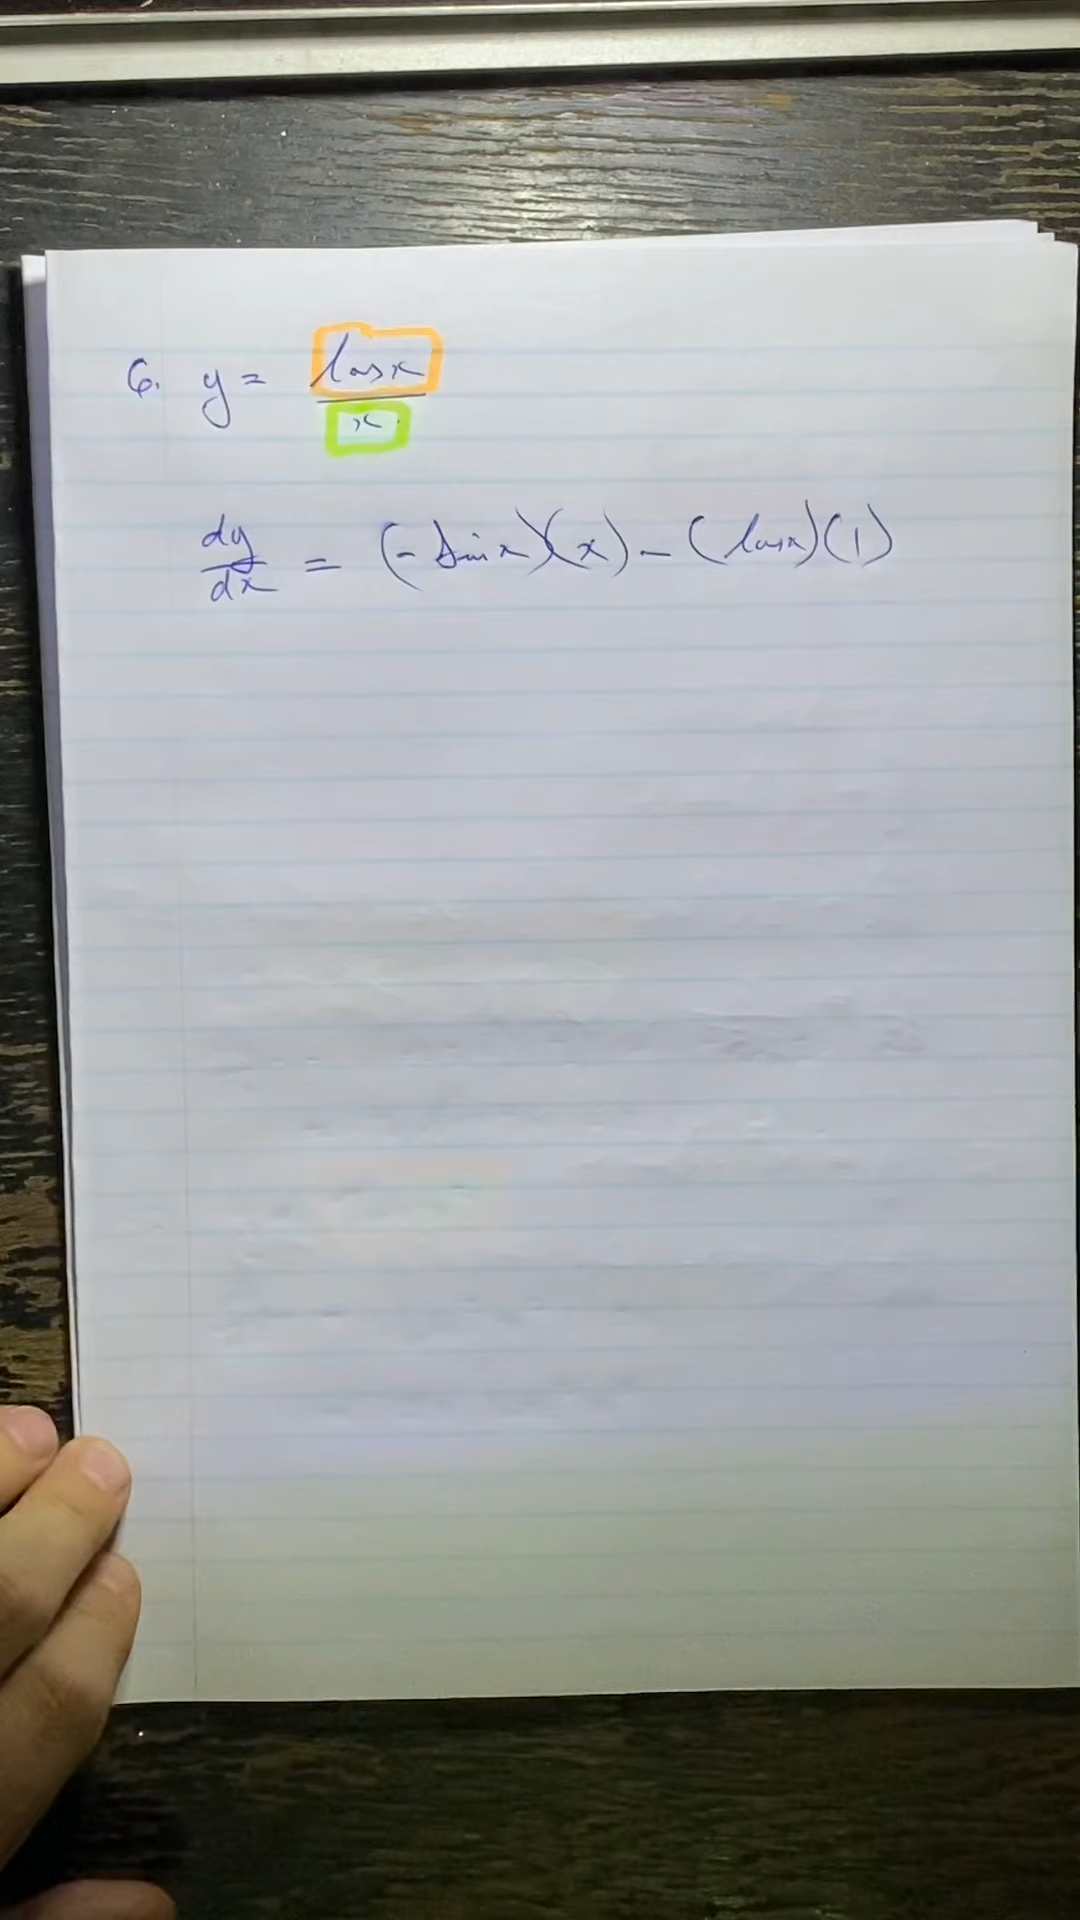 6. y = cos x / x
dy/dx = (- sin x)(x) - (cos x)(1)